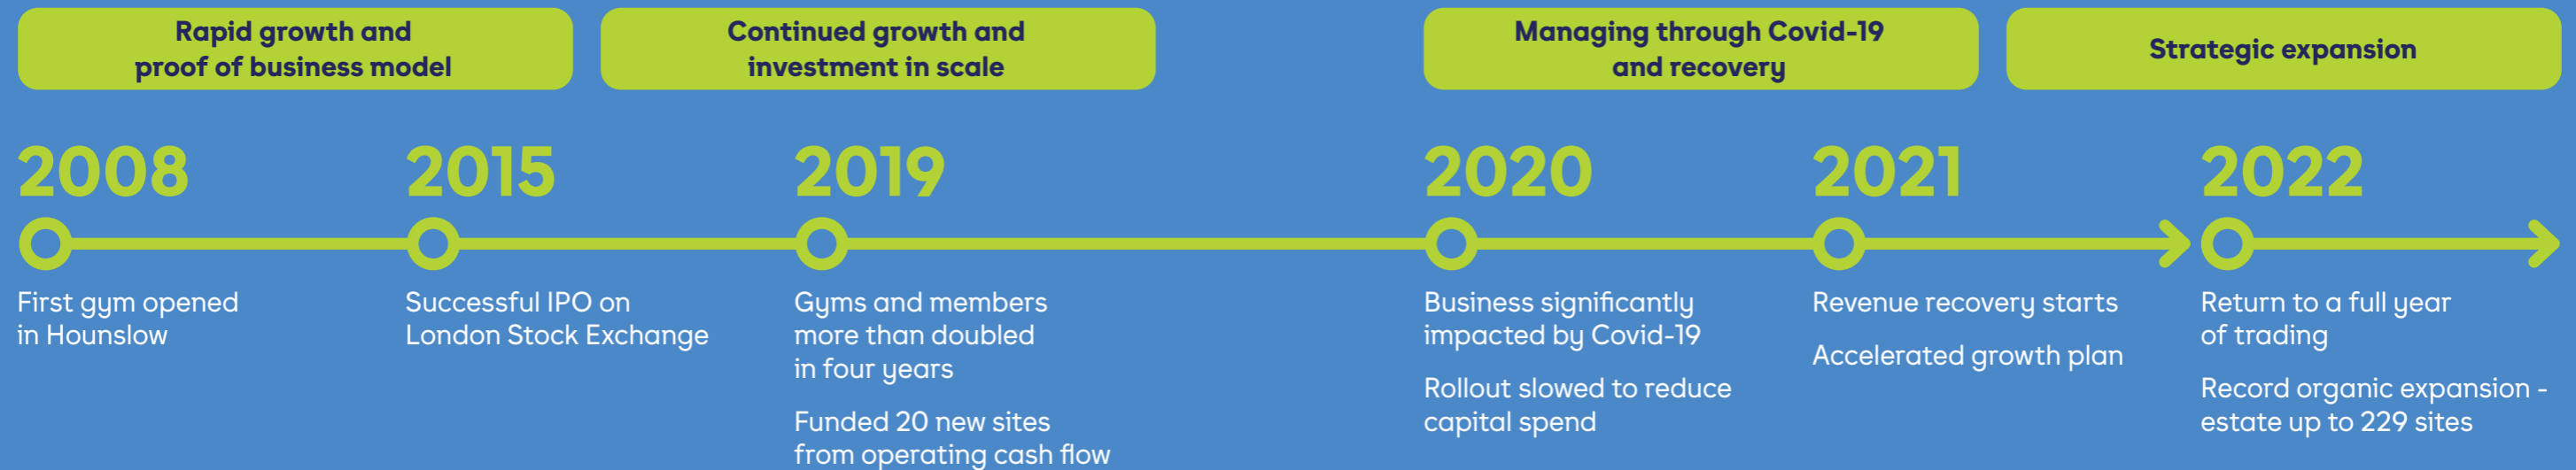 Rapid growth and
proof of business model
Continued growth and
investment in scale
Managing through Covid-19
and recovery
Strategic expansion
2008
First gym opened
in Hounslow
2015
Successful IPO on
London Stock Exchange
2019
Gyms and members
more than doubled
in four years
Funded 20 new sites
from operating cash flow
2020
Business significantly
impacted by Covid-19
Rollout slowed to reduce
capital spend
2021
Revenue recovery starts
Accelerated growth plan
2022
Return to a full year
of trading
Record organic expansion -
estate up to 229 sites